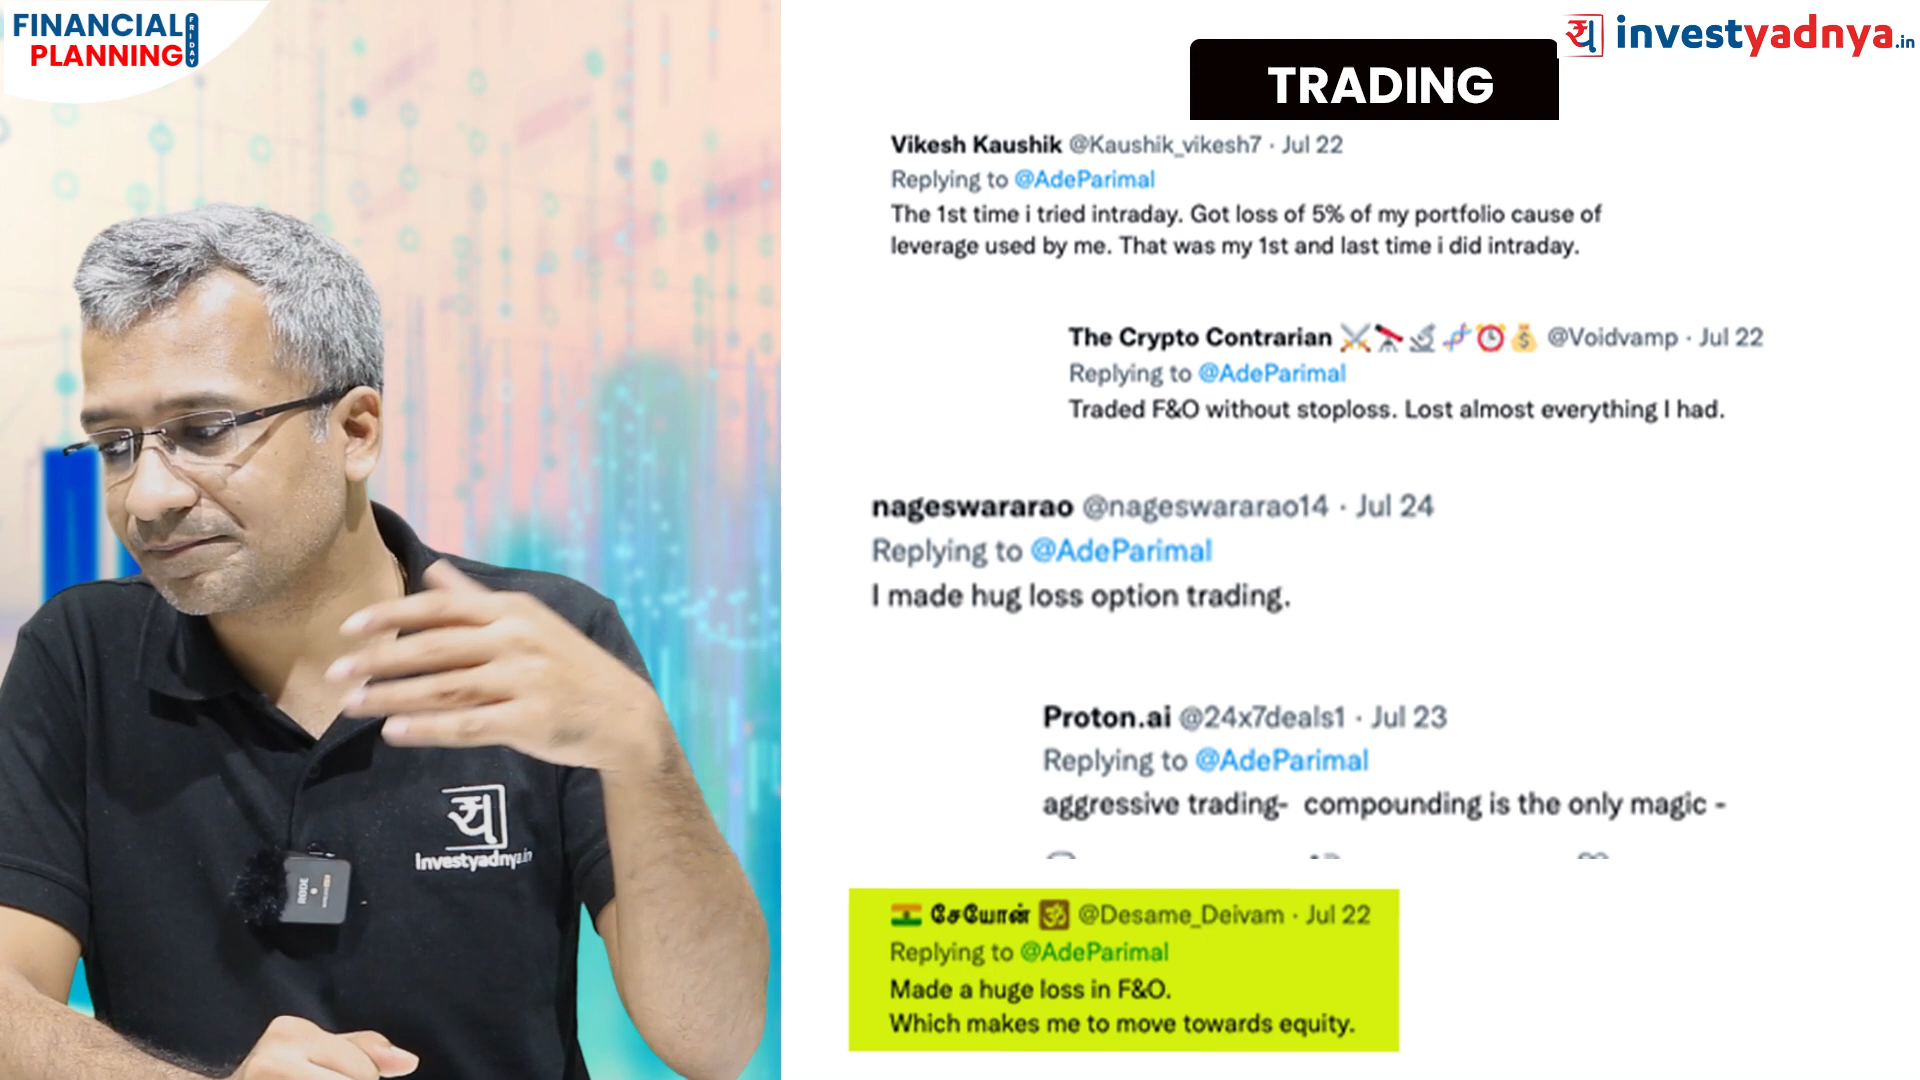 FINANCIAL
PLANNING
FRIDAY
investyadnya.in
TRADING
Vikesh Kaushik @Kaushik_vikesh7 · Jul 22
Replying to @AdeParimal
The 1st time i tried intraday. Got loss of 5% of my portfolio cause of
leverage used by me. That was my 1st and last time i did intraday.
The Crypto Contrarian ⚔️🔭🔬🧬⏰💰 @Voidvamp · Jul 22
Replying to @AdeParimal
Traded F&O without stoploss. Lost almost everything I had.
nageswararao @nageswararao14 · Jul 24
Replying to @AdeParimal
I made hug loss option trading.
Proton.ai @24x7deals1 · Jul 23
Replying to @AdeParimal
aggressive trading- compounding is the only magic -
🇮🇳 சேயோன் 🕉 @Desame_Deivam · Jul 22
Replying to @AdeParimal
Made a huge loss in F&O.
Which makes me to move towards equity.
Investyadnya.in
RØDE